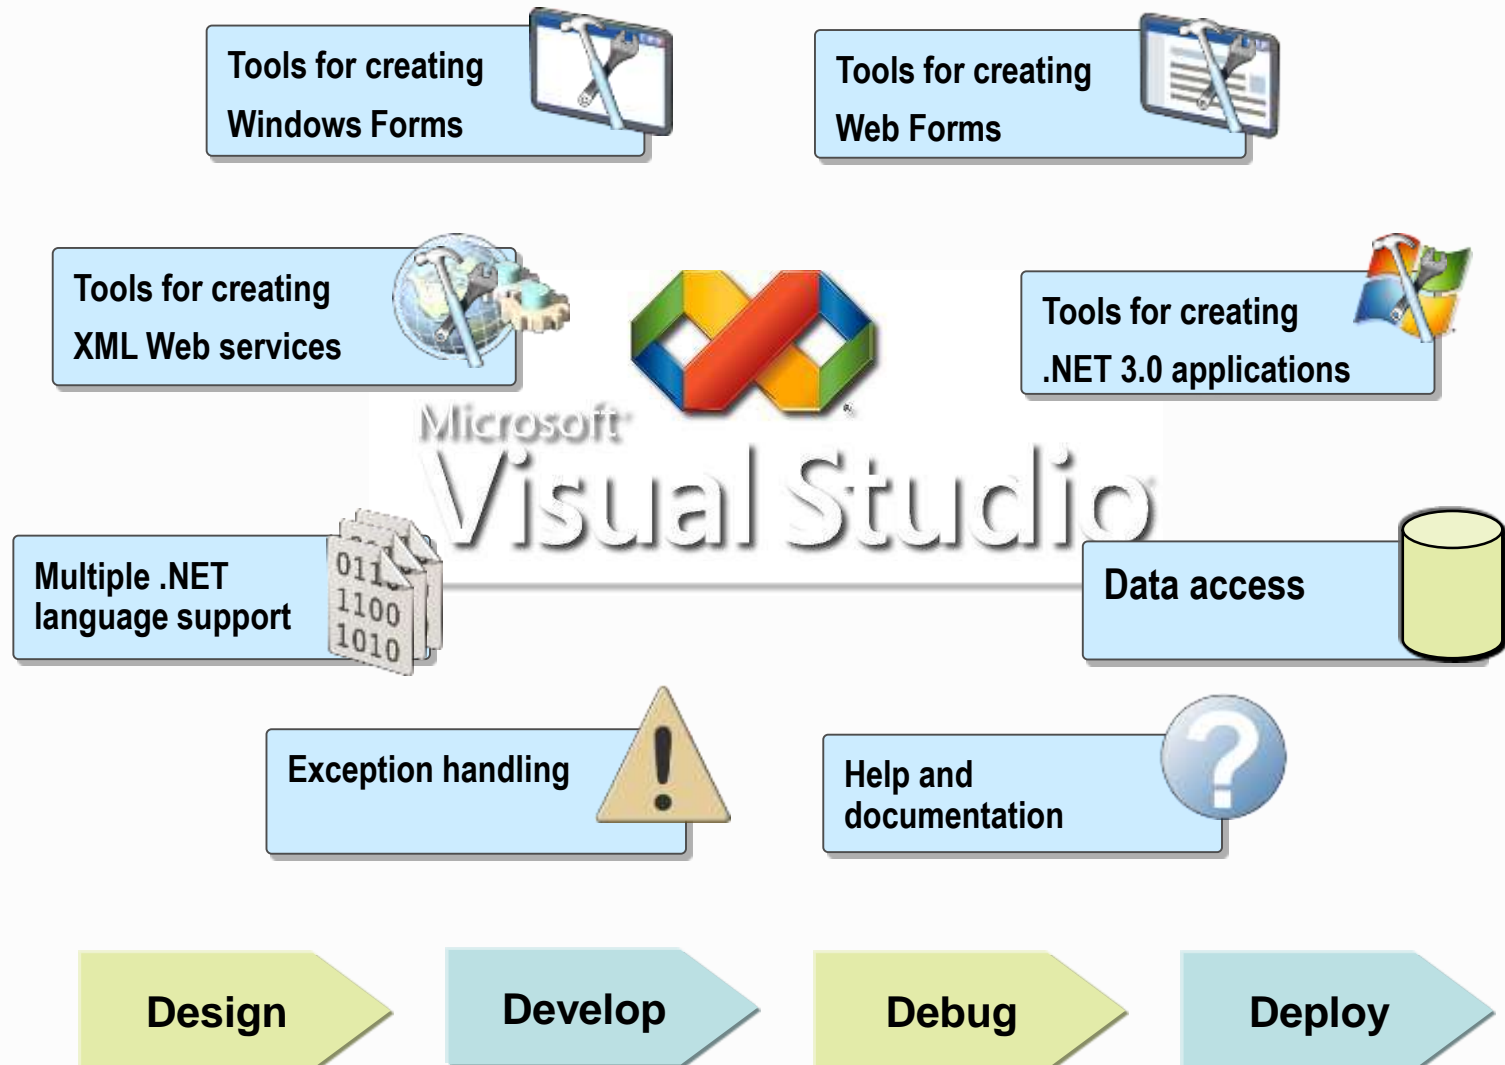 Tools for creating
Windows Forms
Tools for creating
Web Forms
Tools for creating
XML Web services
Tools for creating
.NET 3.0 applications
Microsoft
Visual Studio
Multiple .NET
language support
011
1100
1010
Data access
Exception handling
Help and
documentation
Design
Develop
Debug
Deploy